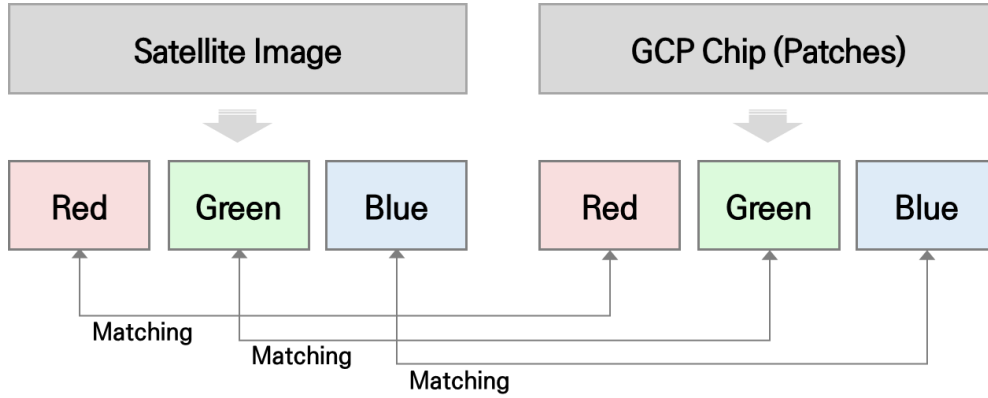 Satellite Image
GCP Chip (Patches)
Red
Green
Blue
Red
Green
Blue
Matching
Matching
Matching